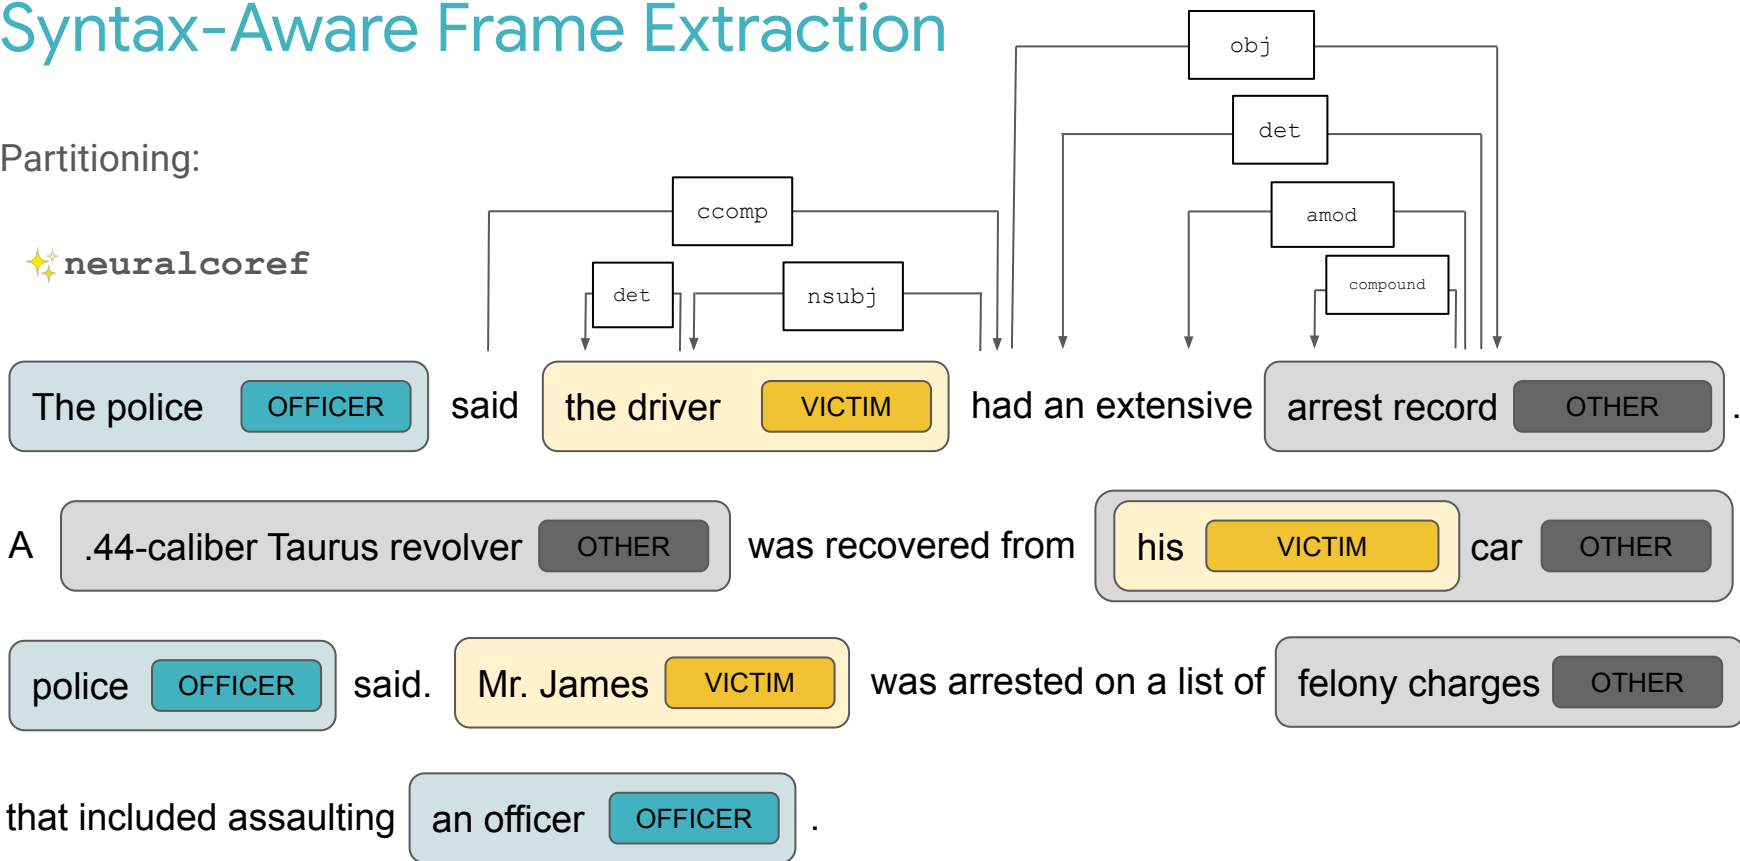 Syntax-Aware Frame Extraction
obj
det
Partitioning:
ccomp
amod
neuralcoref
det
nsubj
compound
The police OFFICER said the driver VICTIM had an extensive arrest record OTHER .
A .44-caliber Taurus revolver OTHER was recovered from his VICTIM car OTHER
police OFFICER said. Mr. James VICTIM was arrested on a list of felony charges OTHER
that included assaulting an officer OFFICER .